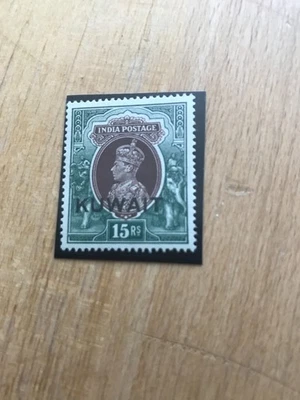 INDIA POSTAGE
KUWAIT
15 Rs